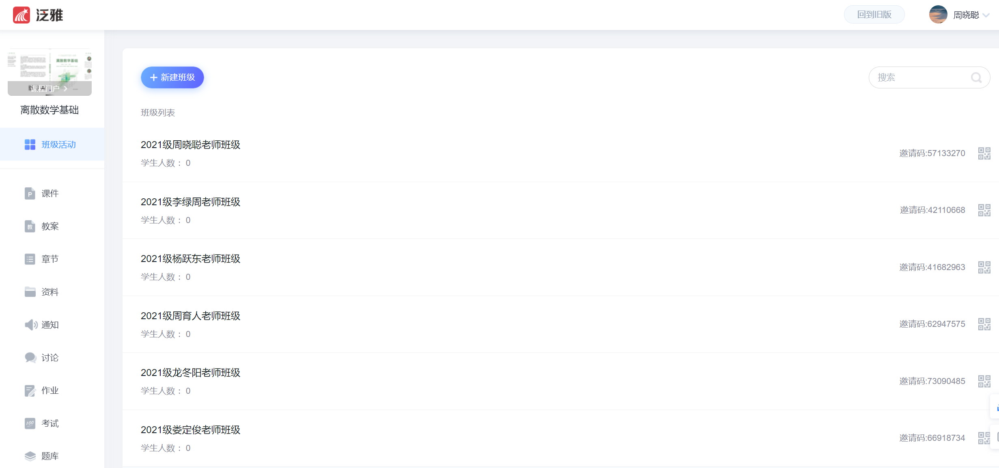 泛雅
回到旧版
周晓聪
离散数学基础
课程门户
离散数学基础
新建班级
搜索
班级列表
班级活动
2021级周晓聪老师班级
学生人数： 0
邀请码:57133270
课件
2021级李绿周老师班级
学生人数： 0
邀请码:42110668
教案
2021级杨跃东老师班级
学生人数： 0
邀请码:41682963
章节
资料
2021级周育人老师班级
学生人数： 0
邀请码:62947575
通知
讨论
2021级龙冬阳老师班级
学生人数： 0
邀请码:73090485
作业
2021级娄定俊老师班级
学生人数： 0
邀请码:66918734
考试
题库